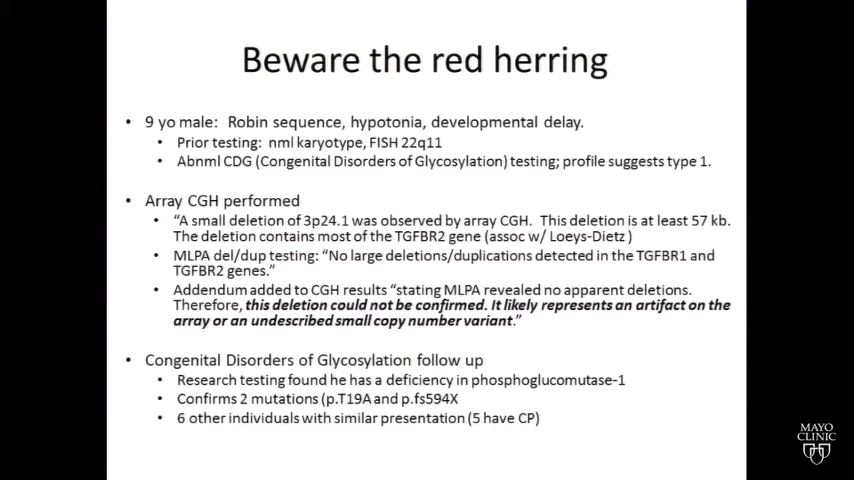 Beware the red herring
• 9 yo male: Robin sequence, hypotonia, developmental delay.
• Prior testing: nml karyotype, FISH 22q11
• Abnml CDG (Congenital Disorders of Glycosylation) testing; profile suggests type 1.
• Array CGH performed
• “A small deletion of 3p24.1 was observed by array CGH. This deletion is at least 57 kb.
The deletion contains most of the TGFBR2 gene (assoc w/ Loeys-Dietz )
• MLPA del/dup testing: “No large deletions/duplications detected in the TGFBR1 and
TGFBR2 genes.”
• Addendum added to CGH results “stating MLPA revealed no apparent deletions.
Therefore, this deletion could not be confirmed. It likely represents an artifact on the
array or an undescribed small copy number variant.”
• Congenital Disorders of Glycosylation follow up
• Research testing found he has a deficiency in phosphoglucomutase-1
• Confirms 2 mutations (p.T19A and p.fs594X
• 6 other individuals with similar presentation (5 have CP)
MAYO
CLINIC